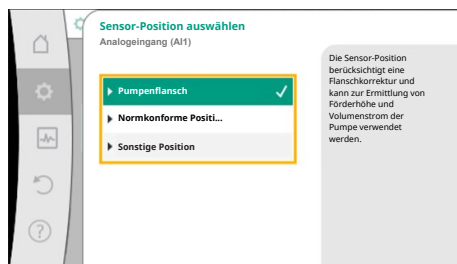 Sensor-Position auswählen
Analogeingang (AI1)
Pumpenflansch
Normkonforme Positi...
Sonstige Position
Die Sensor-Position
berücksichtigt eine
Flanschkorrektur und
kann zur Ermittlung von
Förderhöhe und
Volumenstrom der
Pumpe verwendet
werden.
?